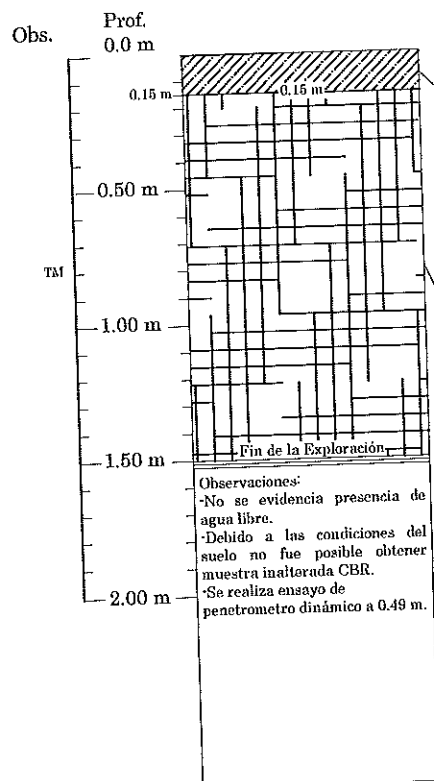 Prof.
Obs.
0.0 m
0.15 m
0.15 m
0.50 m
TM
1.00 m
Fin de la Exploración
1.50 m
Observaciones:
-No se evidencia presencia de
agua libre.
-Debido a las condiciones del
suelo no fue posible obtener
muestra inalterada CBR.
-Se realiza ensayo de
penetrometro dinámico a 0.49 m.
2.00 m